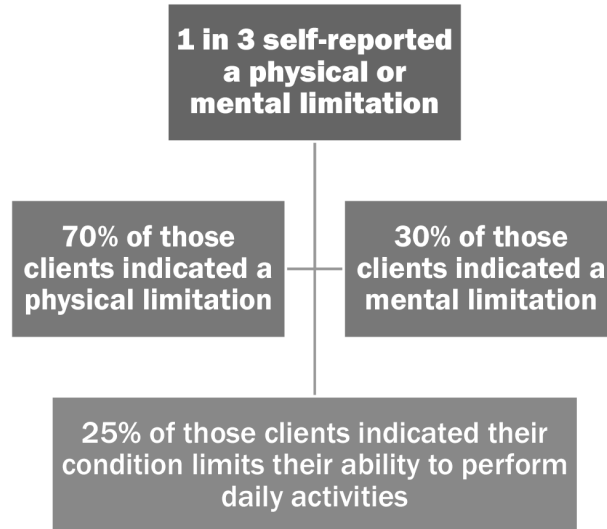 1 in 3 self-reported
a physical or
mental limitation
70% of those
clients indicated a
physical limitation
30% of those
clients indicated a
mental limitation
25% of those clients indicated their
condition limits their ability to perform
daily activities